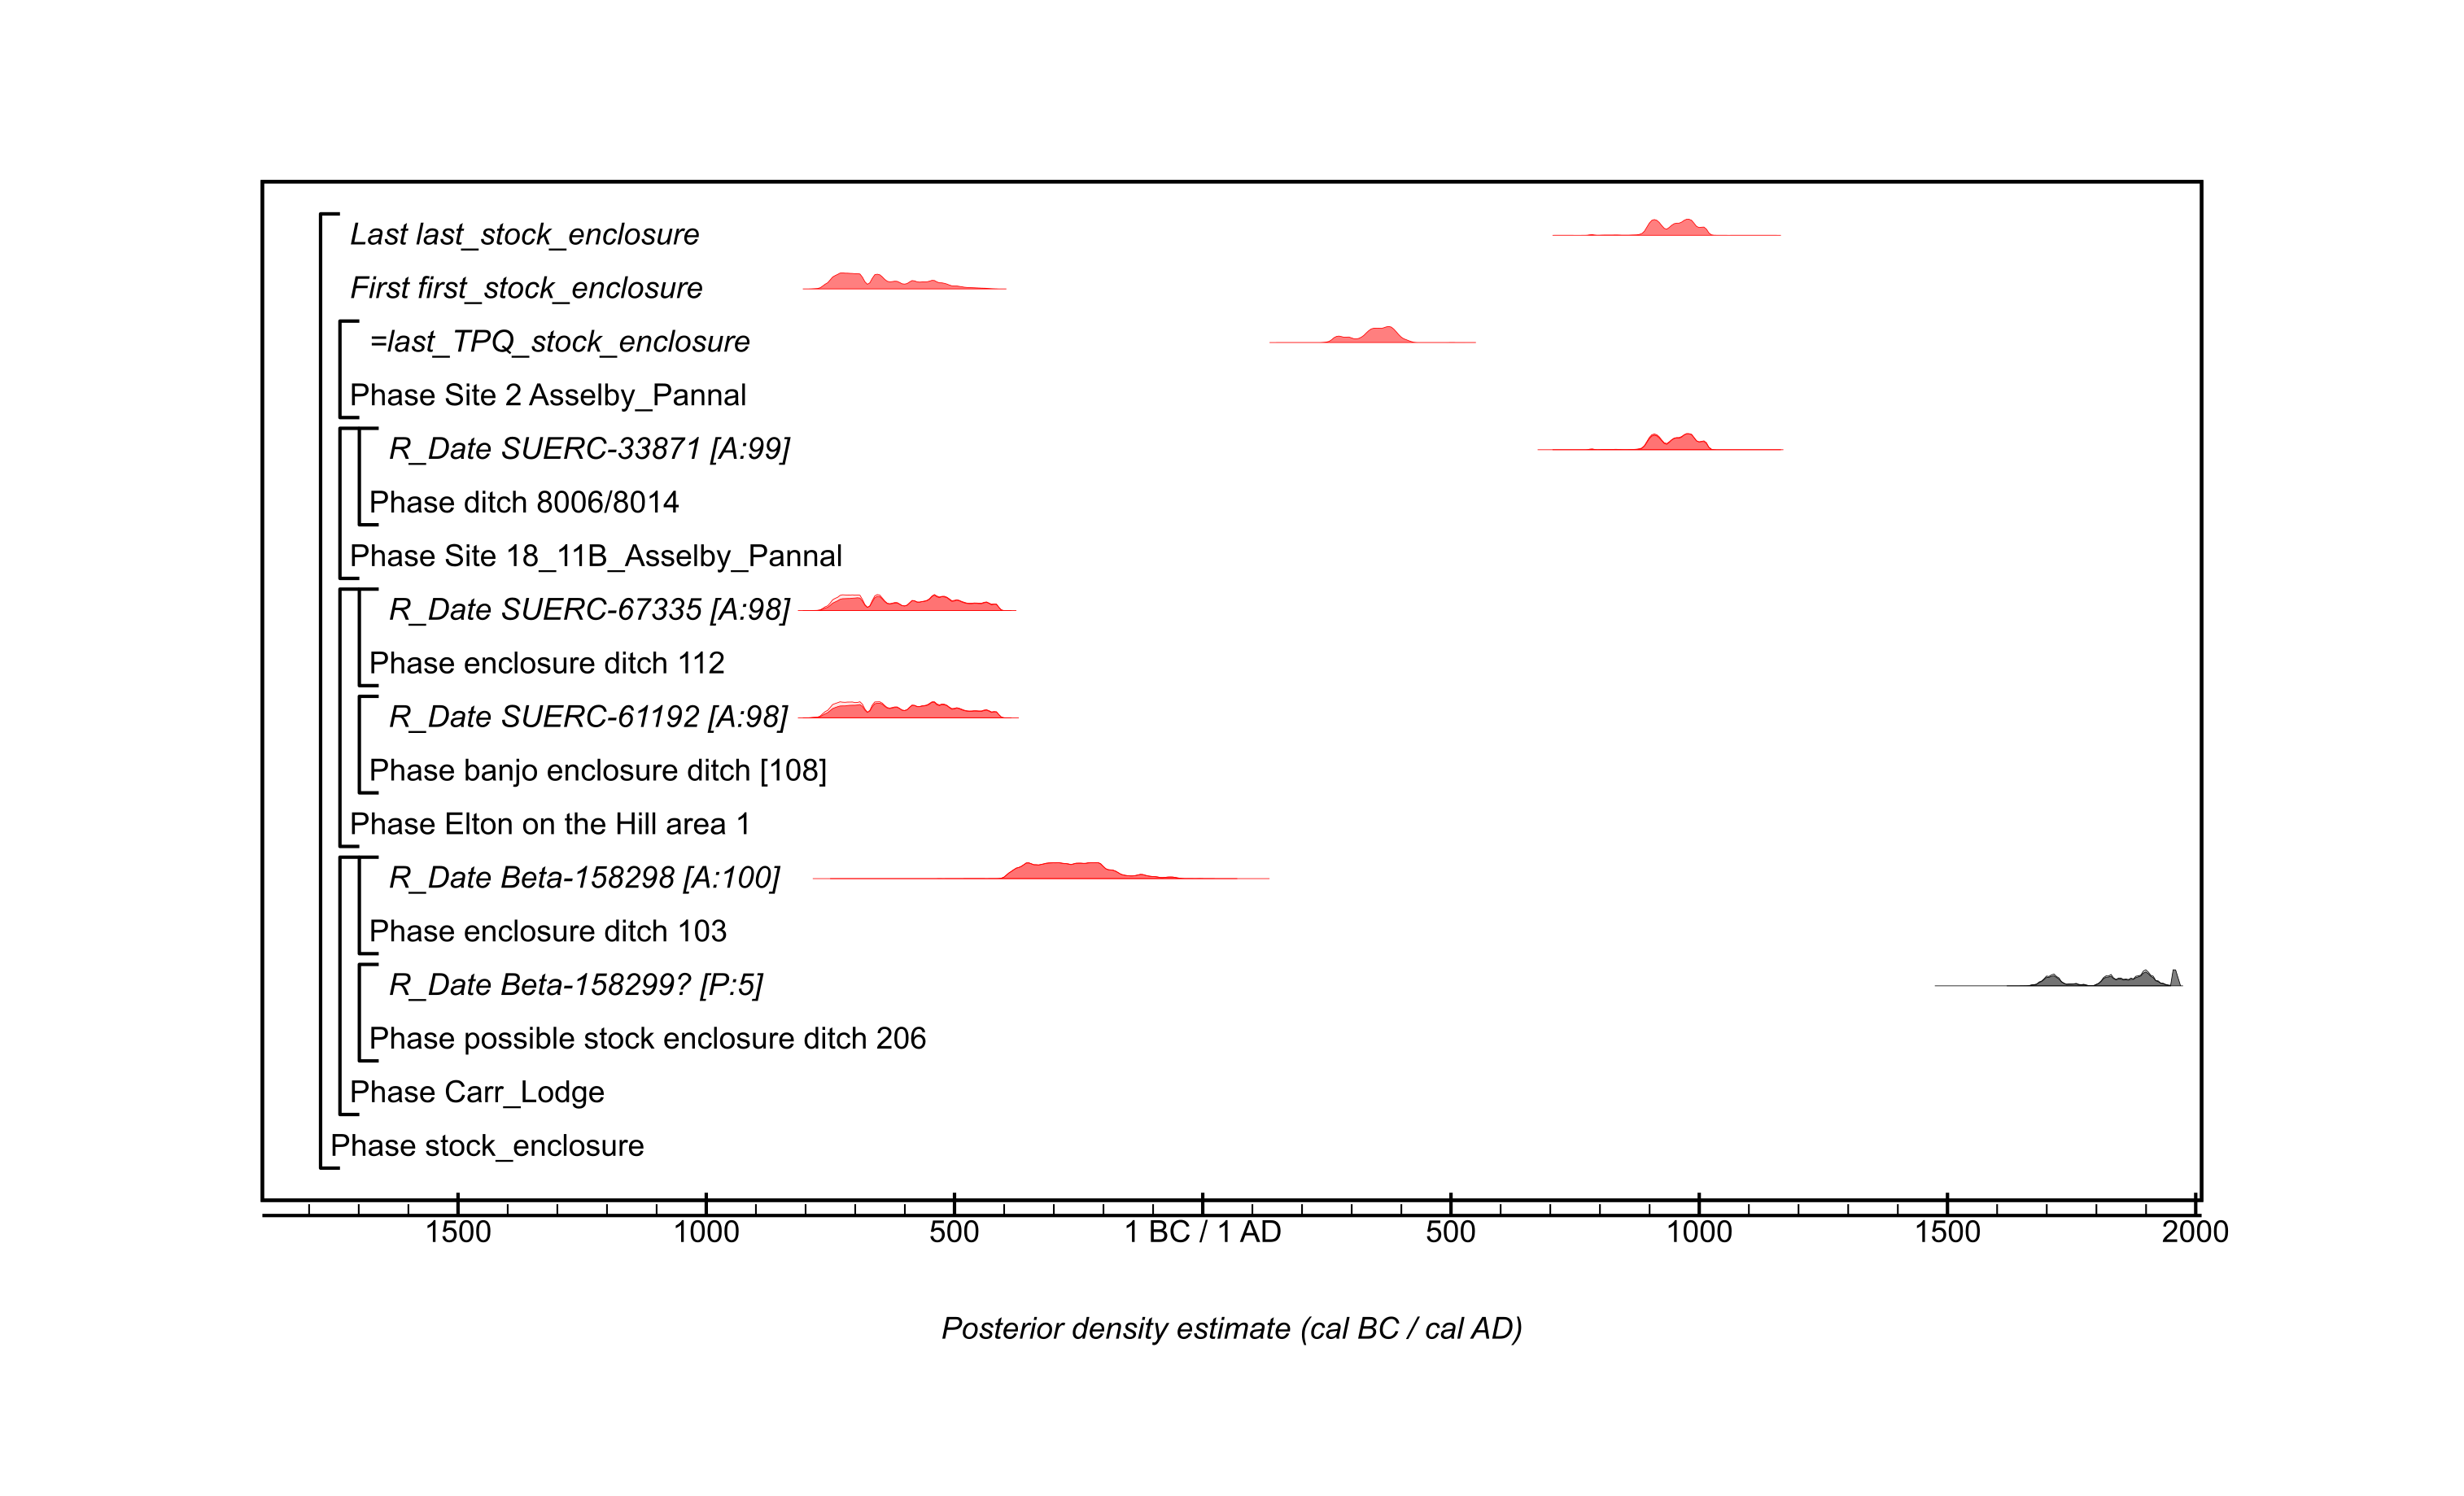 Last last_stock_enclosure
First first_stock_enclosure
=last_TPQ_stock_enclosure
Phase Site 2 Asselby_Pannal
R_Date SUERC-33871 [A:99]
Phase ditch 8006/8014
Phase Site 18_11B_Asselby_Pannal
R_Date SUERC-67335 [A:98]
Phase enclosure ditch 112
R_Date SUERC-61192 [A:98]
Phase banjo enclosure ditch [108]
Phase Elton on the Hill area 1
R_Date Beta-158298 [A:100]
Phase enclosure ditch 103
R_Date Beta-158299? [P:5]
Phase possible stock enclosure ditch 206
Phase Carr_Lodge
Phase stock_enclosure
1500 1000 500 1 BC / 1 AD 500 1000 1500 2000
Posterior density estimate (cal BC / cal AD)